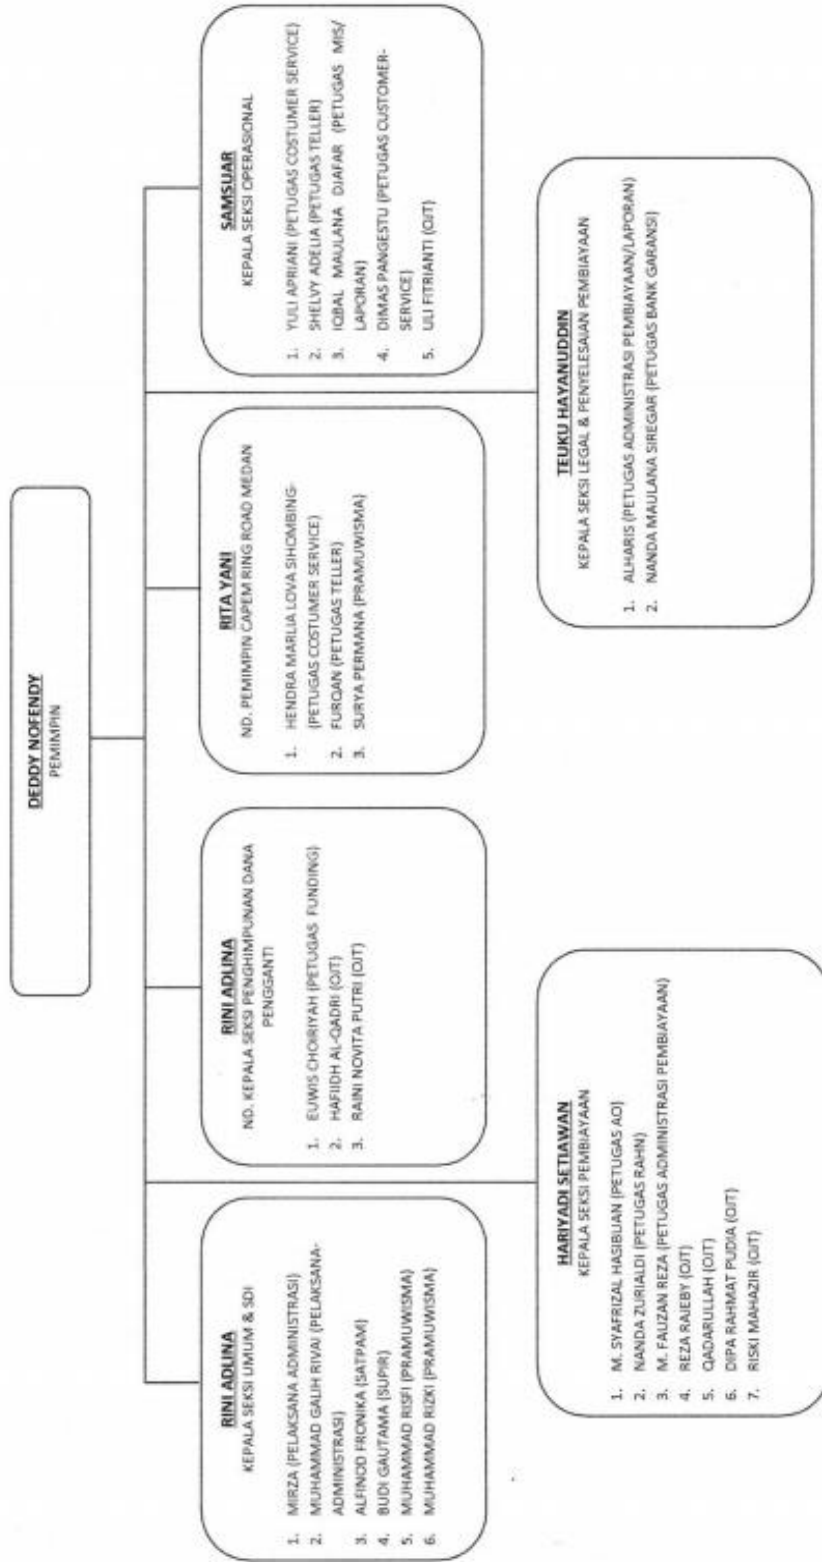 DEDDY NOFENDY
PEMIMPIN
RINI ADLINA
KEPALA SEKSI UMUM & SDI
1. MIRZA (PELAKSANA ADMINISTRASI)
2. MUHAMMAD GALIH RIVAI (PELAKSANA-
ADMINISTRASI)
3. ALFINOD FRONIKA (SATPAM)
4. BUDI GAUTAMA (SUPIR)
5. MUHAMMAD RISFI (PRAMUWISMA)
6. MUHAMMAD RIZKI (PRAMUWISMA)
RINI ADLINA
ND. KEPALA SEKSI PENGHIMPUNAN DANA
PENGGANTI
1. EUWIS CHOIRIYAH (PETUGAS FUNDING)
2. HAFIIDH AL-QADRI (OJT)
3. RAINI NOVITA PUTRI (OJT)
RITA YANI
ND. PEMIMPIN CAPEM RING ROAD MEDAN
1. HENDRA MARLIA LOVA SIHOMBING-
(PETUGAS COSTUMER SERVICE)
2. FURQAN (PETUGAS TELLER)
3. SURYA PERMANA (PRAMUWISMA)
SAMSUAR
KEPALA SEKSI OPERASIONAL
1. YULI APRIANI (PETUGAS COSTUMER SERVICE)
2. SHELVY ADELIA (PETUGAS TELLER)
3. IQBAL MAULANA DJAFAR (PETUGAS MIS/
LAPORAN)
4. DIMAS PANGESTU (PETUGAS CUSTOMER-
SERVICE)
5. ULI FITRIANTI (OJT)
HARIYADI SETIAWAN
KEPALA SEKSI PEMBIAYAAN
1. M. SYAFRIZAL HASIBUAN (PETUGAS AO)
2. NANDA ZURIALDI (PETUGAS RAHN)
3. M. FAUZAN REZA (PETUGAS ADMINISTRASI PEMBIAYAAN)
4. REZA RAJEBY (OJT)
5. QADARULLAH (OJT)
6. DIPA RAHMAT PUDIA (OJT)
7. RISKI MAHAZIR (OJT)
TEUKU HAYANUDDIN
KEPALA SEKSI LEGAL & PENYELESAIAN PEMBIAYAAN
1. ALHARIS (PETUGAS ADMINISTRASI PEMBIAYAAN/LAPORAN)
2. NANDA MAULANA SIREGAR (PETUGAS BANK GARANSI)